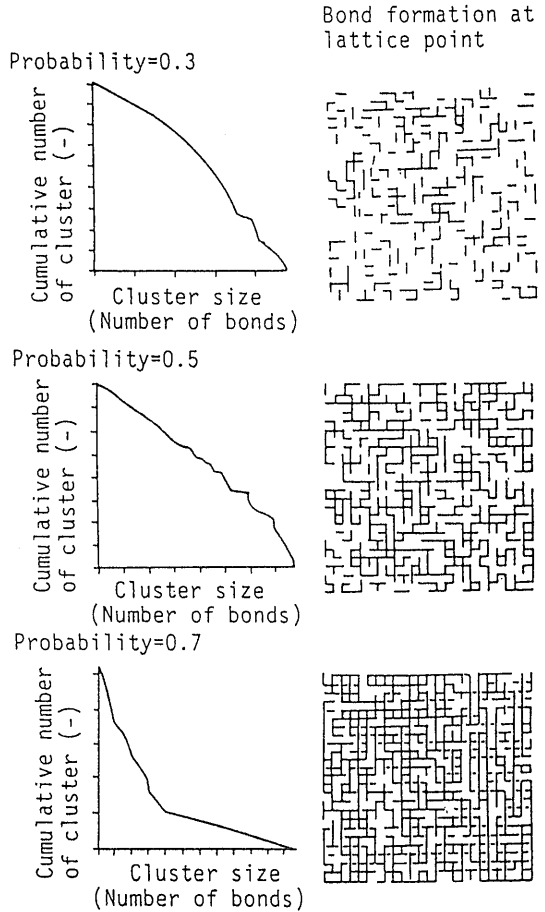 Bond formation at
lattice point
Probability=0.3
Cumulative number
of cluster (-)
Cluster size
(Number of bonds)
Probability=0.5
Cumulative number
of cluster (-)
Cluster size
(Number of bonds)
Probability=0.7
Cumulative number
of cluster (-)
Cluster size
(Number of bonds)